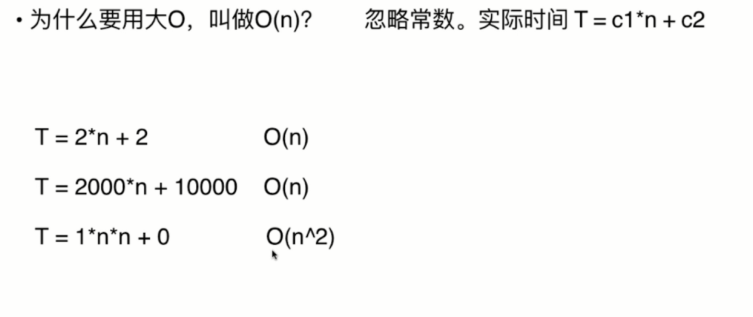 • 为什么要用大O，叫做O(n)? 忽略常数。实际时间 T = c1*n + c2
T = 2*n + 2 O(n)
T = 2000*n + 10000 O(n)
T = 1*n*n + 0 O(n^2)